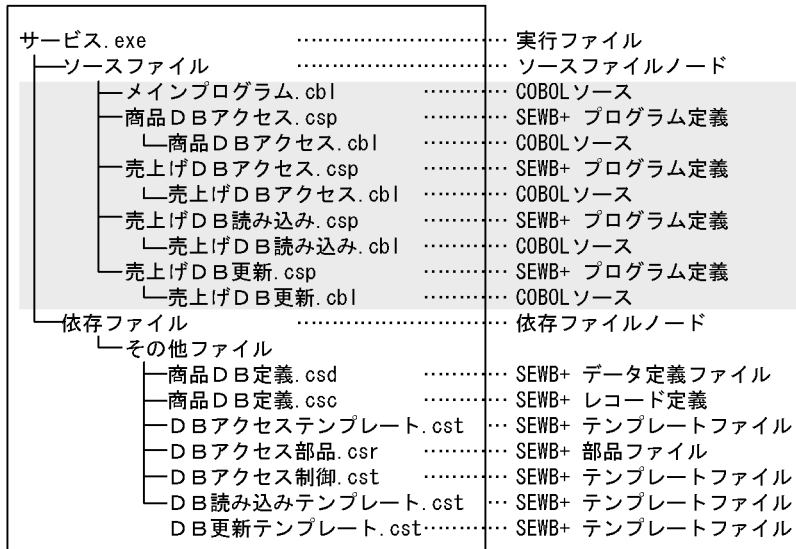 サービス.exe ‥‥‥‥‥‥‥‥‥ 実行ファイル
ソースファイル ‥‥‥‥‥‥‥‥‥ ソースファイルノード
メインプログラム.cbl ‥‥‥‥ COBOLソース
商品ＤＢアクセス.csp ‥‥‥‥ SEWB+ プログラム定義
商品ＤＢアクセス.cbl ‥‥‥‥ COBOLソース
売上げＤＢアクセス.csp ‥‥‥‥ SEWB+ プログラム定義
売上げＤＢアクセス.cbl ‥‥‥‥ COBOLソース
売上げＤＢ読み込み.csp ‥‥‥‥ SEWB+ プログラム定義
売上げＤＢ読み込み.cbl ‥‥‥‥ COBOLソース
売上げＤＢ更新.csp ‥‥‥‥ SEWB+ プログラム定義
売上げＤＢ更新.cbl ‥‥‥‥ COBOLソース
依存ファイル ‥‥‥‥‥‥‥‥‥ 依存ファイルノード
その他ファイル
商品ＤＢ定義.csd ‥‥‥‥ SEWB+ データ定義ファイル
商品ＤＢ定義.csc ‥‥‥‥ SEWB+ レコード定義
ＤＢアクセステンプレート.cst ‥ SEWB+ テンプレートファイル
ＤＢアクセス部品.csr ‥‥‥‥ SEWB+ 部品ファイル
ＤＢアクセス制御.cst ‥‥‥‥ SEWB+ テンプレートファイル
ＤＢ読み込みテンプレート.cst ‥ SEWB+ テンプレートファイル
ＤＢ更新テンプレート.cst‥‥‥‥ SEWB+ テンプレートファイル